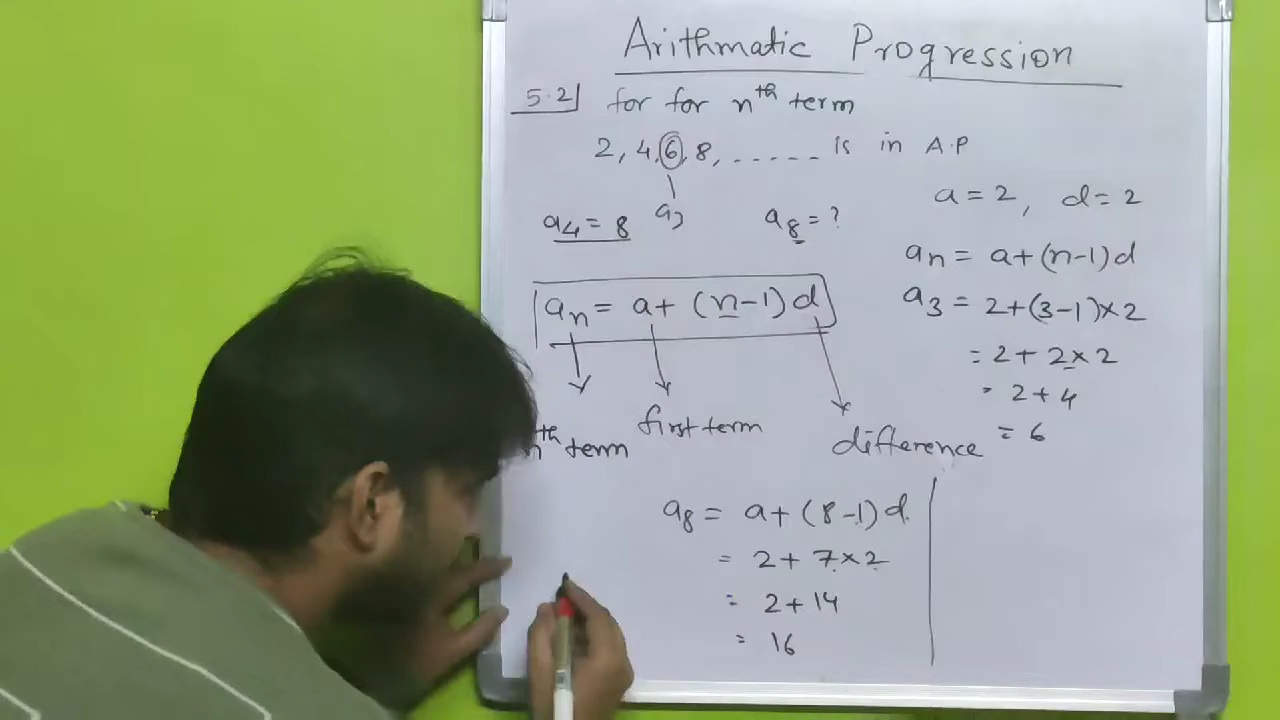 Arithmatic Progression
5.2 for for nth term
2, 4, 6, 8, ------ is in A.P
a3
a4 = 8
a8 = ?
an = a + (n-1) d
nth term
first term
difference
a = 2, d = 2
an = a + (n-1) d
a3 = 2 + (3-1) × 2
= 2 + 2 × 2
= 2 + 4
= 6
a8 = a + (8-1) d
= 2 + 7 × 2
= 2 + 14
= 16